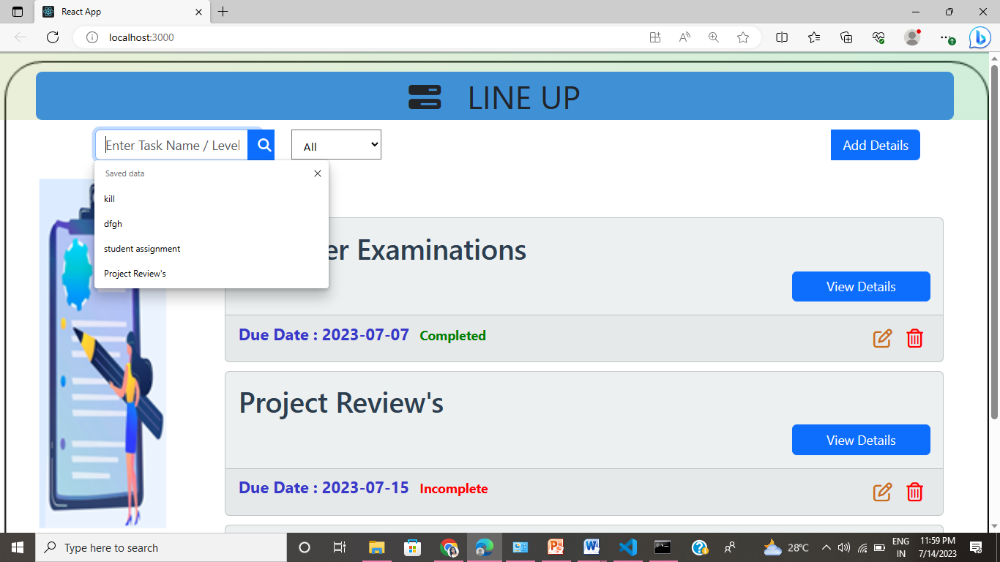 React App
localhost:3000
LINE UP
Enter Task Name / Level
All
Add Details
Saved data
kill
dfgh
student assignment
Project Review's
er Examinations
View Details
Due Date : 2023-07-07 Completed
Project Review's
View Details
Due Date : 2023-07-15 Incomplete
Type here to search
28°C
ENG
IN
11:59 PM
7/14/2023